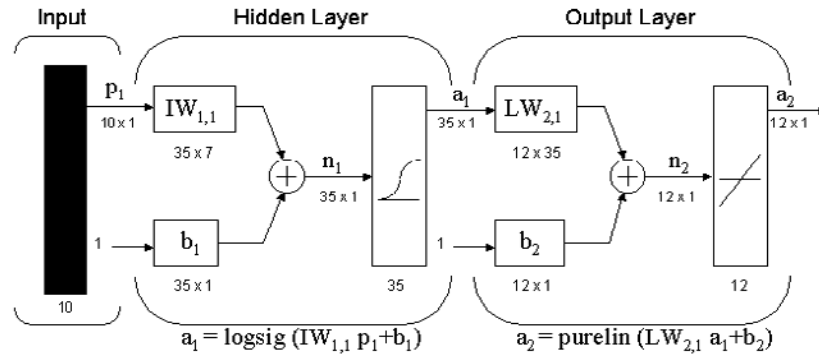 Input Hidden Layer Output Layer
p1 IW1,1 a1 LW2,1 a2
10 x 1 35 x 1 12 x 1
35 x 7 12 x 35
n1 n2
35 x 1 12 x 1
1 b1 1 b2
35 x 1 35 12 x 1 12
10
a1 = logsig (IW1,1 p1+b1) a2= purelin (LW2,1 a1+b2)